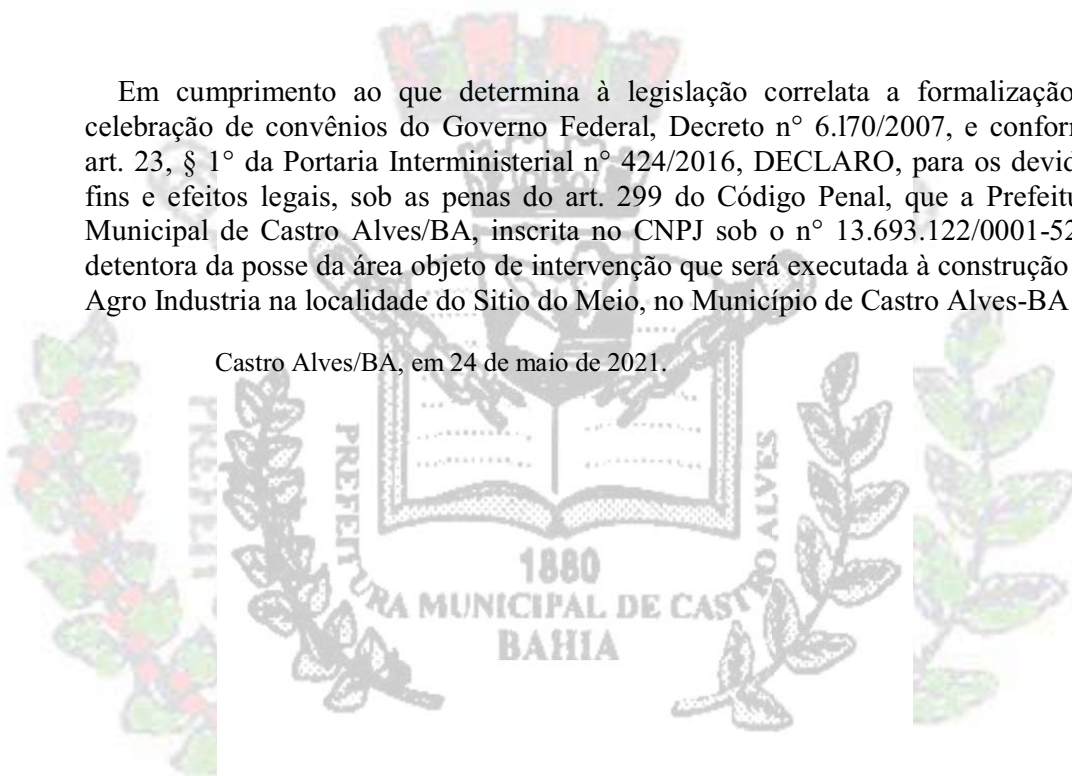 Em cumprimento ao que determina à legislação correlata a formalização
celebração de convênios do Governo Federal, Decreto n° 6.l70/2007, e confor
art. 23, § 1° da Portaria Interministerial n° 424/2016, DECLARO, para os devid
fins e efeitos legais, sob as penas do art. 299 do Código Penal, que a Prefeitu
Municipal de Castro Alves/BA, inscrita no CNPJ sob o n° 13.693.122/0001-52
detentora da posse da área objeto de intervenção que será executada à construção
Agro Industria na localidade do Sitio do Meio, no Município de Castro Alves-BA
Castro Alves/BA, em 24 de maio de 2021.
PREFEIT
PREFEITURA MUNICIPAL DE CASTRO ALVES
1880
BAHIA